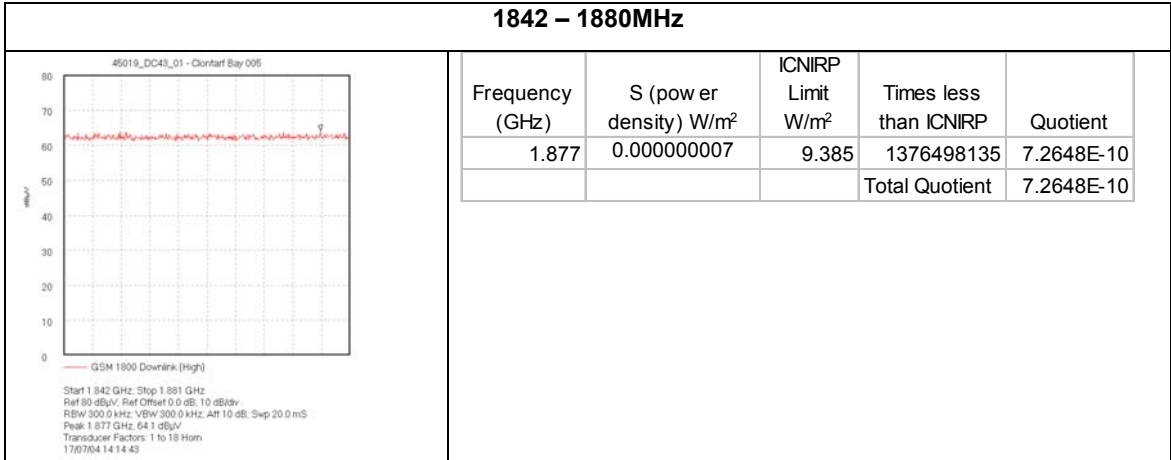 1842 – 1880MHz
45019_DC43_01 - Clontarf Bay 005
80
70
60
50
40
30
20
10
0
dBµV
GSM 1800 Downlink (High)
Start 1.842 GHz; Stop 1.881 GHz
Ref 80 dBµV; Ref Offset 0.0 dB; 10 dB/div
RBW 300.0 kHz; VBW 300.0 kHz; Att 10 dB; Swp 20.0 mS
Peak 1.877 GHz, 64.1 dBµV
Transducer Factors: 1 to 18 Horn
17/07/04 14:14:43
Frequency (GHz) S (pow er density) W/m² ICNIRP Limit W/m² Times less than ICNIRP Quotient
1.877 0.000000007 9.385 1376498135 7.2648E-10
Total Quotient 7.2648E-10